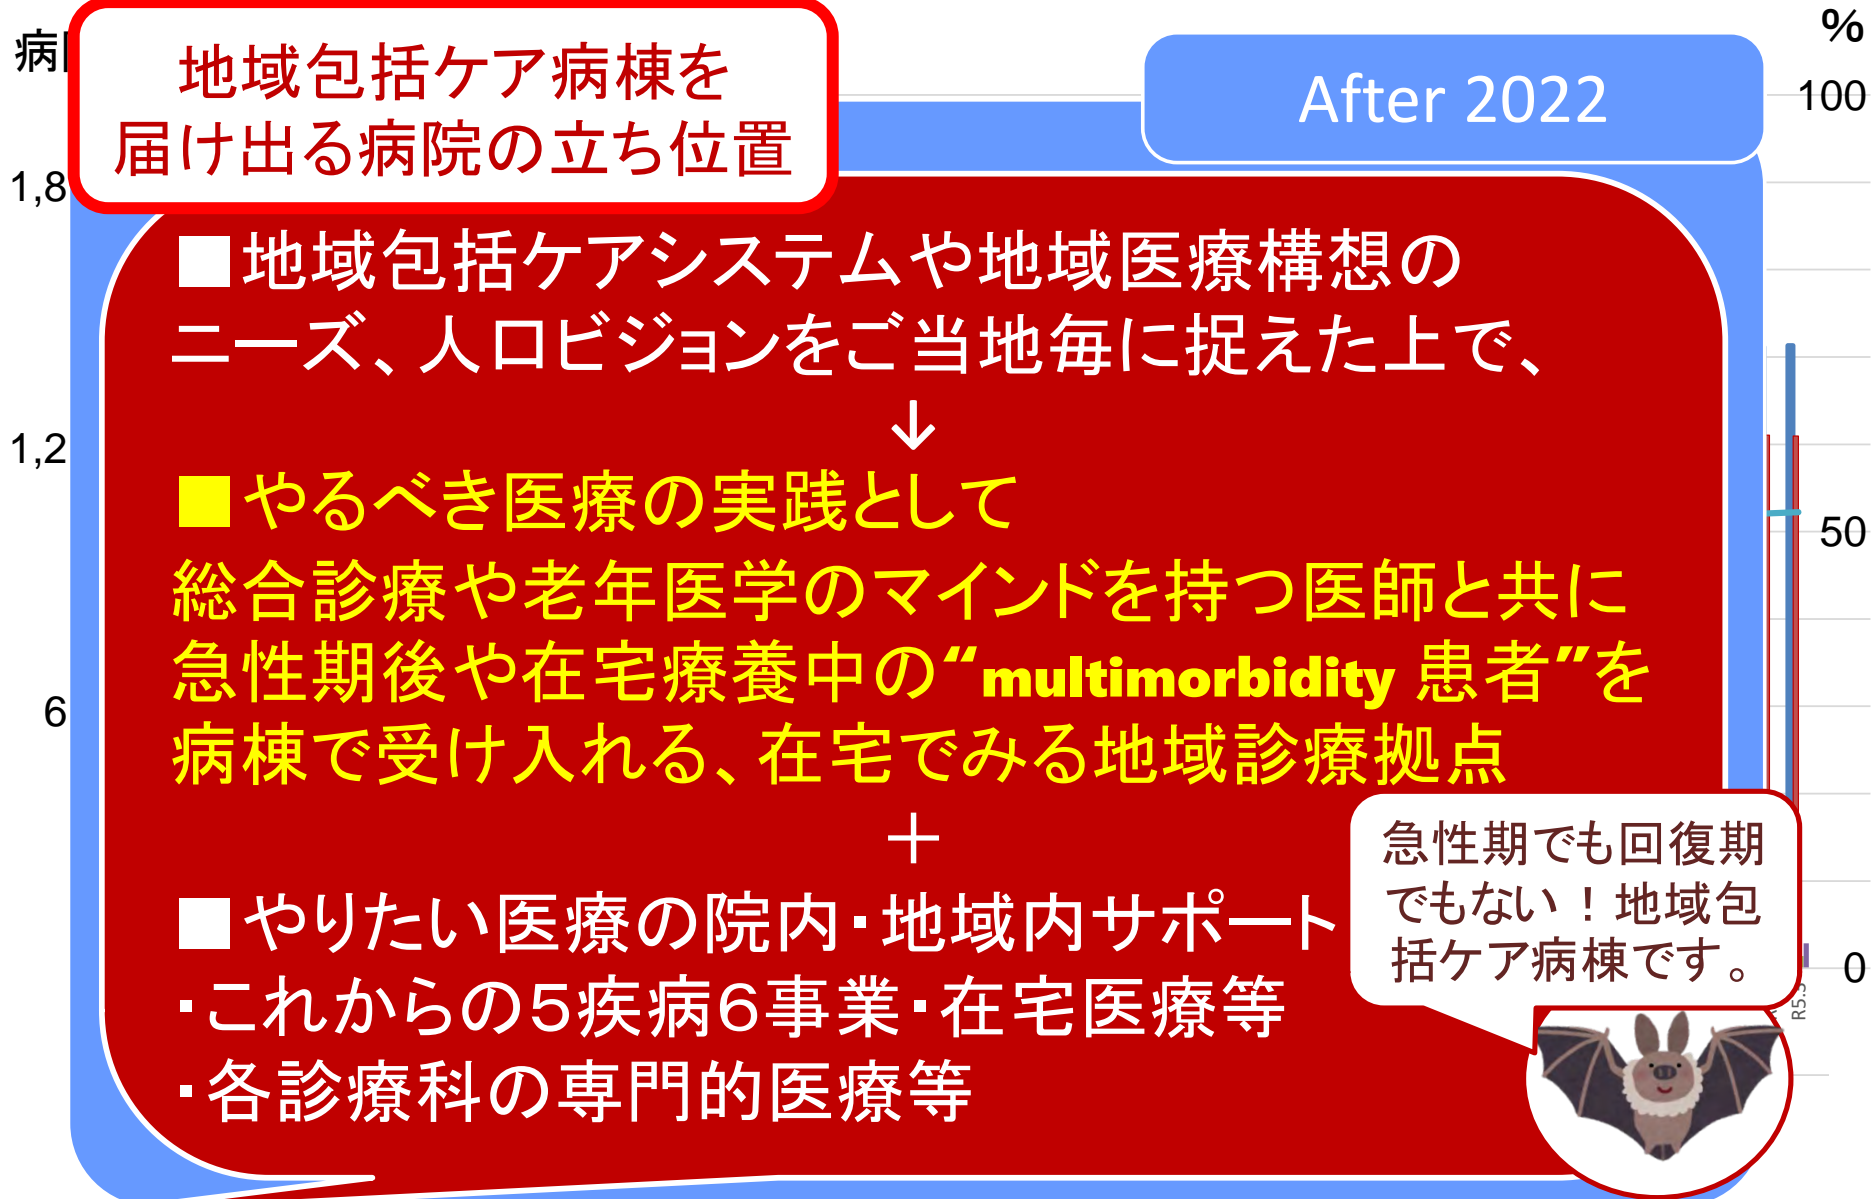 病
地域包括ケア病棟を
届け出る病院の立ち位置
After 2022
%
100
50
0
1,8
1,2
6
■地域包括ケアシステムや地域医療構想の
ニーズ、人口ビジョンをご当地毎に捉えた上で、
↓
■やるべき医療の実践として
総合診療や老年医学のマインドを持つ医師と共に
急性期後や在宅療養中の“multimorbidity 患者”を
病棟で受け入れる、在宅でみる地域診療拠点
＋
■やりたい医療の院内・地域内サポート
・これからの５疾病６事業・在宅医療等
・各診療科の専門的医療等
急性期でも回復期
でもない！地域包
括ケア病棟です。